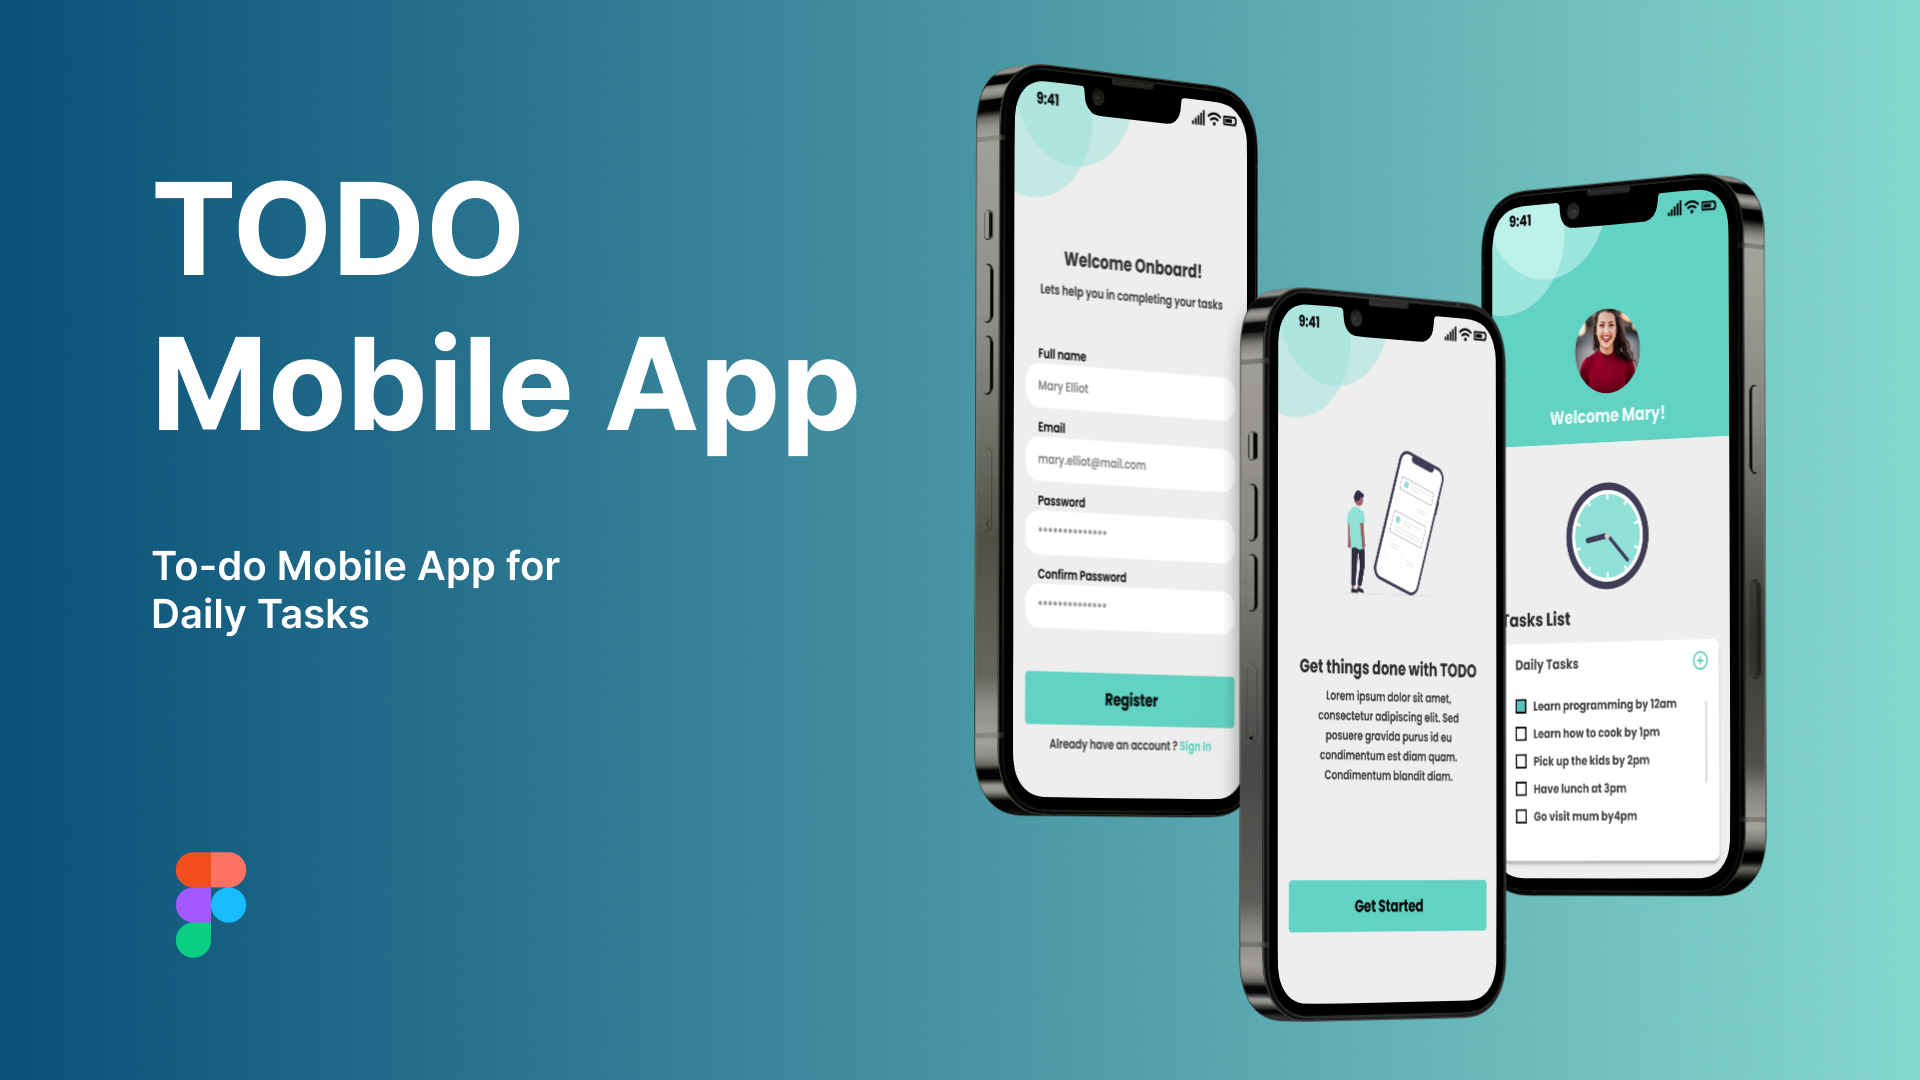 TODO
Mobile App
To-do Mobile App for
Daily Tasks
9:41
Welcome Onboard!
Lets help you in completing your tasks
Full name
Mary Elliot
Email
mary.elliot@mail.com
Password
**************
Confirm Password
**************
Register
Already have an account ? Sign In
9:41
Get things done with TODO
Lorem ipsum dolor sit amet,
consectetur adipiscing elit. Sed
posuere gravida purus id eu
condimentum est diam quam.
Condimentum blandit diam.
Get Started
9:41
Welcome Mary!
Tasks List
Daily Tasks
Learn programming by 12am
Learn how to cook by 1pm
Pick up the kids by 2pm
Have lunch at 3pm
Go visit mum by4pm